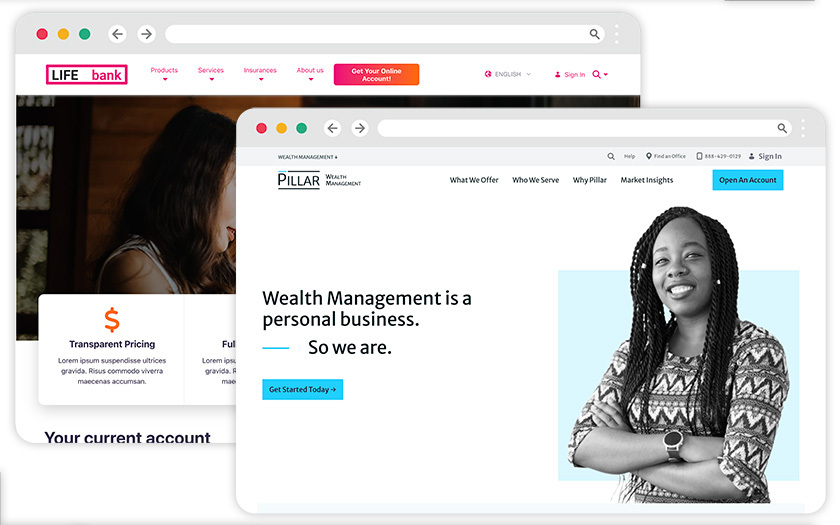 LIFE bank
Products
Services
Insurances
About us
Get Your Online
Account!
ENGLISH
Sign In
Transparent Pricing
Lorem ipsum suspendisse ultrices
gravida. Risus commodo viverra
maecenas accumsan.
Ful
Lorem ipsu
gravida. R
mae
Your current account
WEALTH MANAGEMENT
Help
Find an Office
888-429-0129
Sign In
PILLAR WEALTH
MANAGEMENT
What We Offer
Who We Serve
Why Pillar
Market Insights
Open An Account
Wealth Management is a
personal business.
So we are.
Get Started Today →